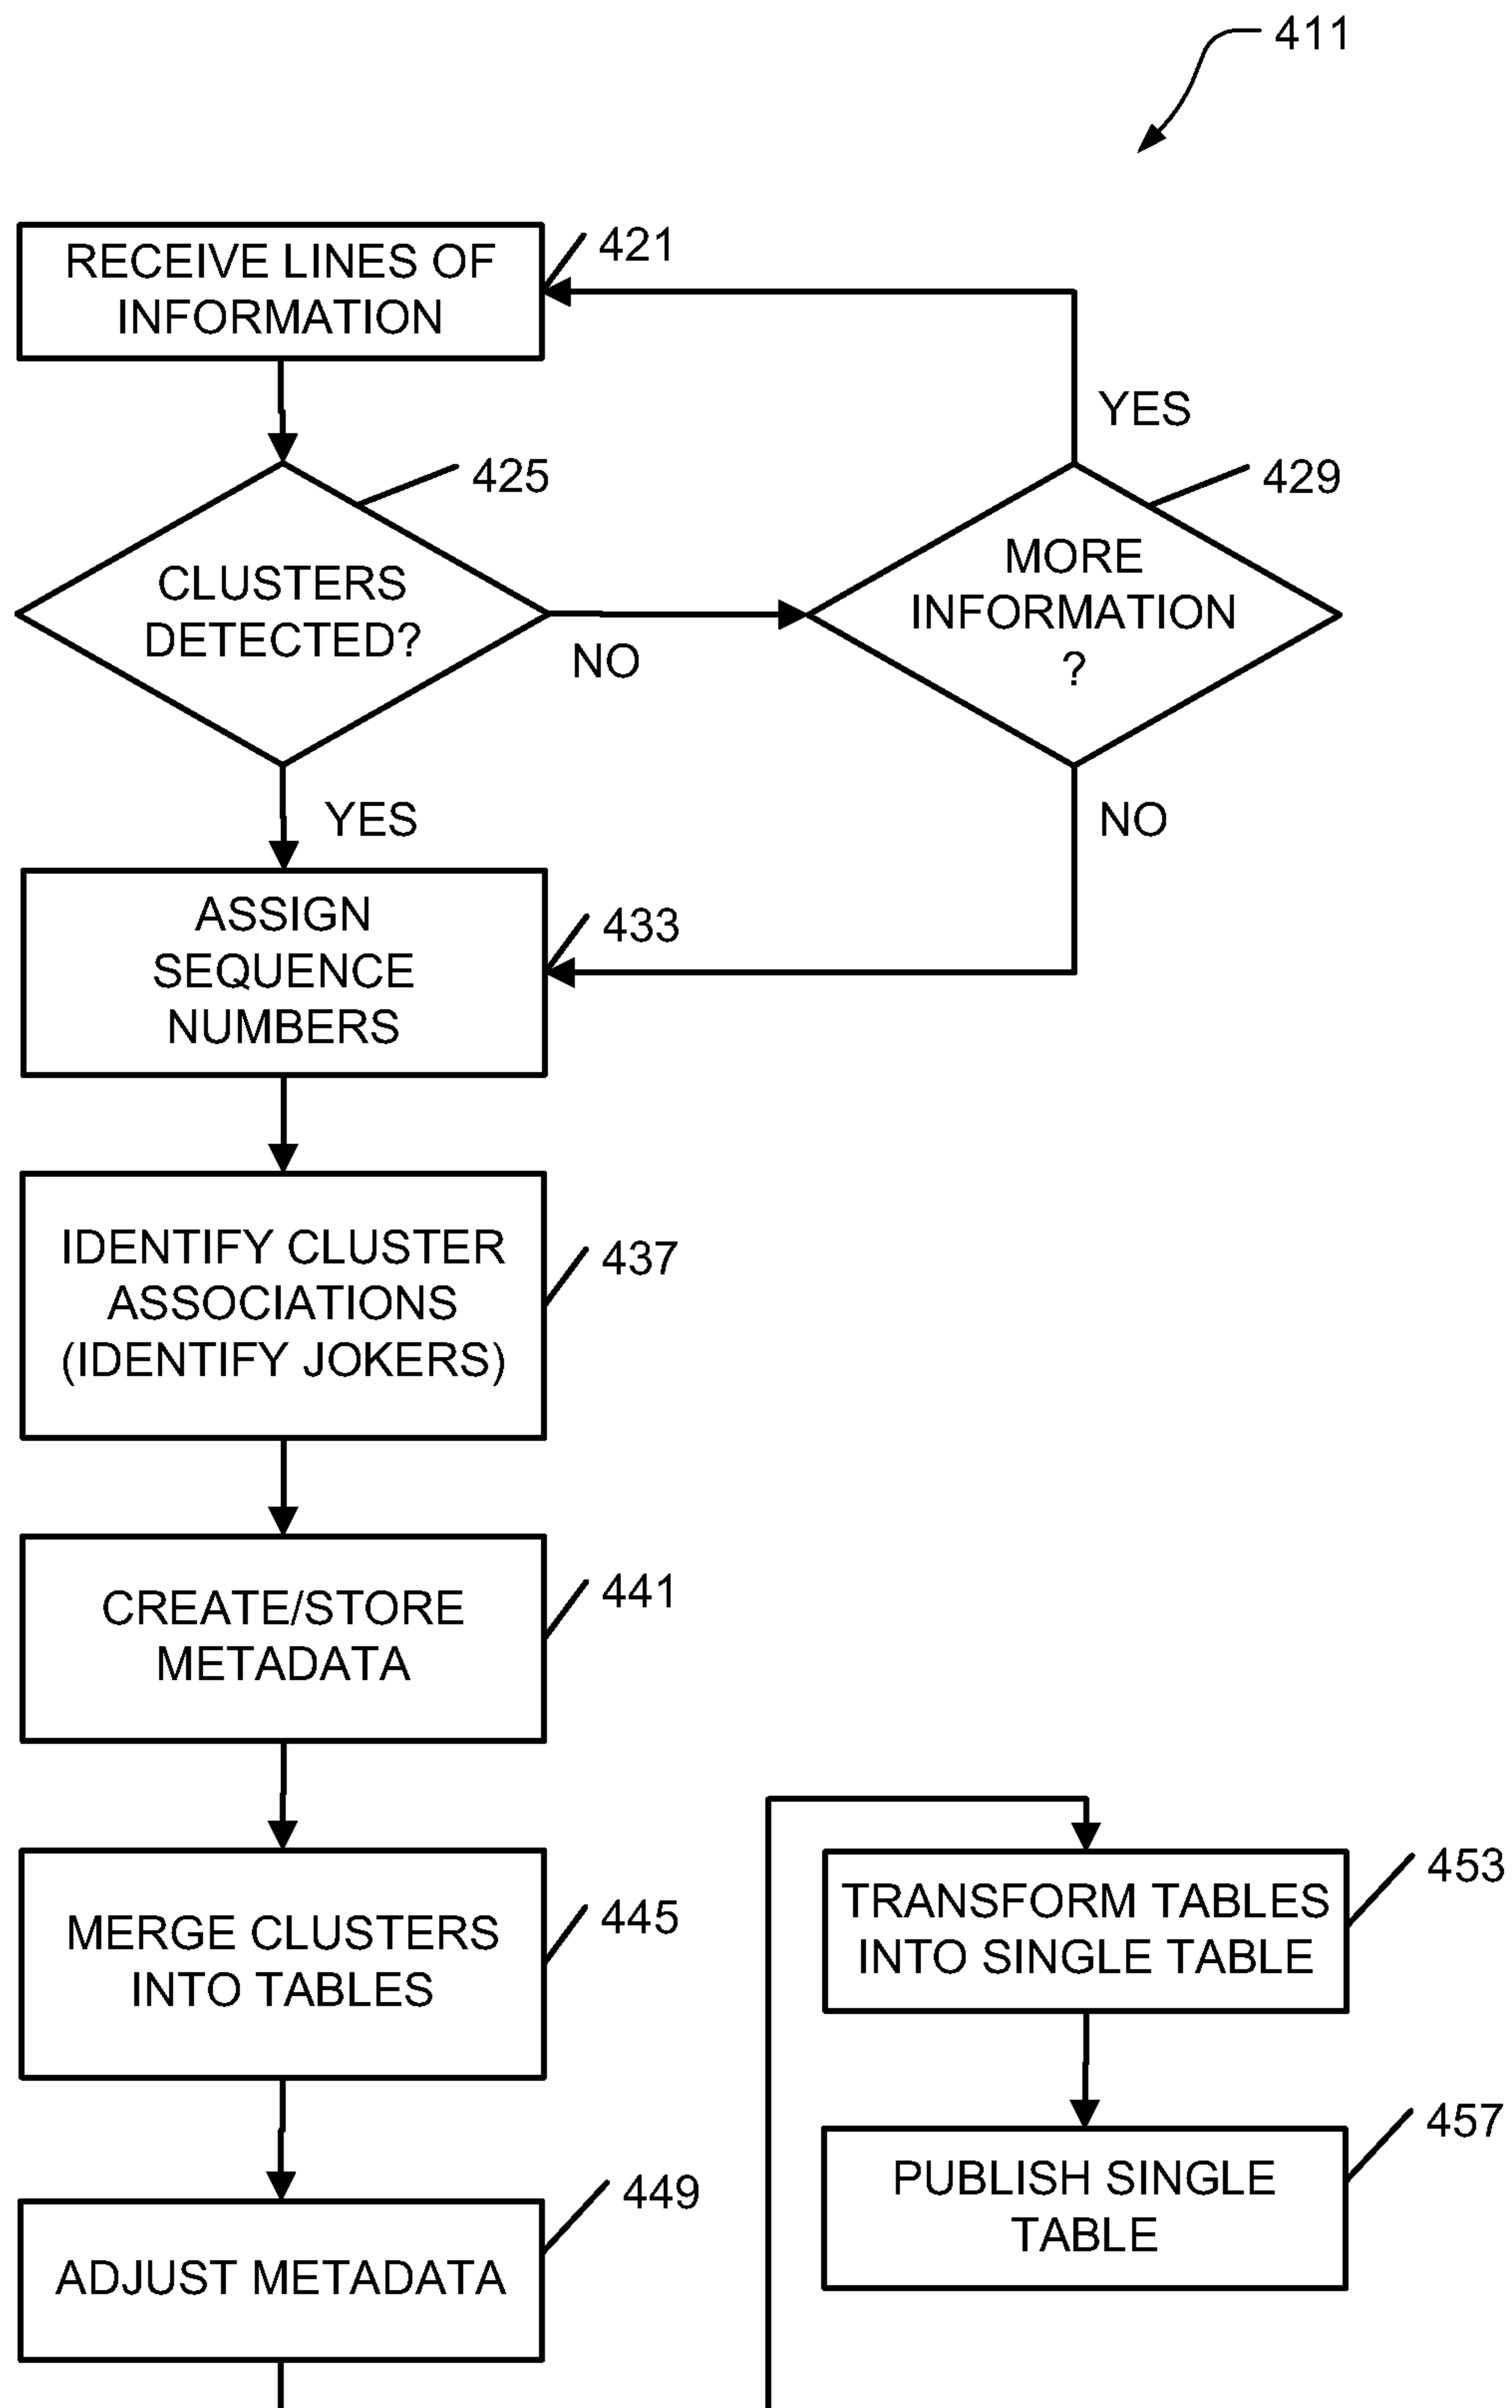 411
RECEIVE LINES OF
INFORMATION
421
YES
CLUSTERS
DETECTED?
425
NO
MORE
INFORMATION
?
429
YES
NO
ASSIGN
SEQUENCE
NUMBERS
433
IDENTIFY CLUSTER
ASSOCIATIONS
(IDENTIFY JOKERS)
437
CREATE/STORE
METADATA
441
MERGE CLUSTERS
INTO TABLES
445
ADJUST METADATA
449
TRANSFORM TABLES
INTO SINGLE TABLE
453
PUBLISH SINGLE
TABLE
457